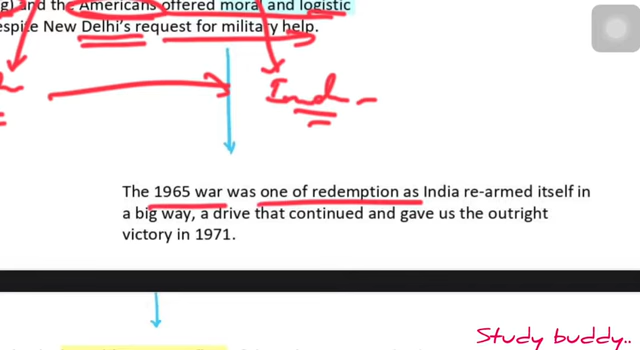 g) and the Americans offered moral and logistic
espite New Delhi's request for military help.
Ind
The 1965 war was one of redemption as India re-armed itself in
a big way, a drive that continued and gave us the outright
victory in 1971.
Study buddy..